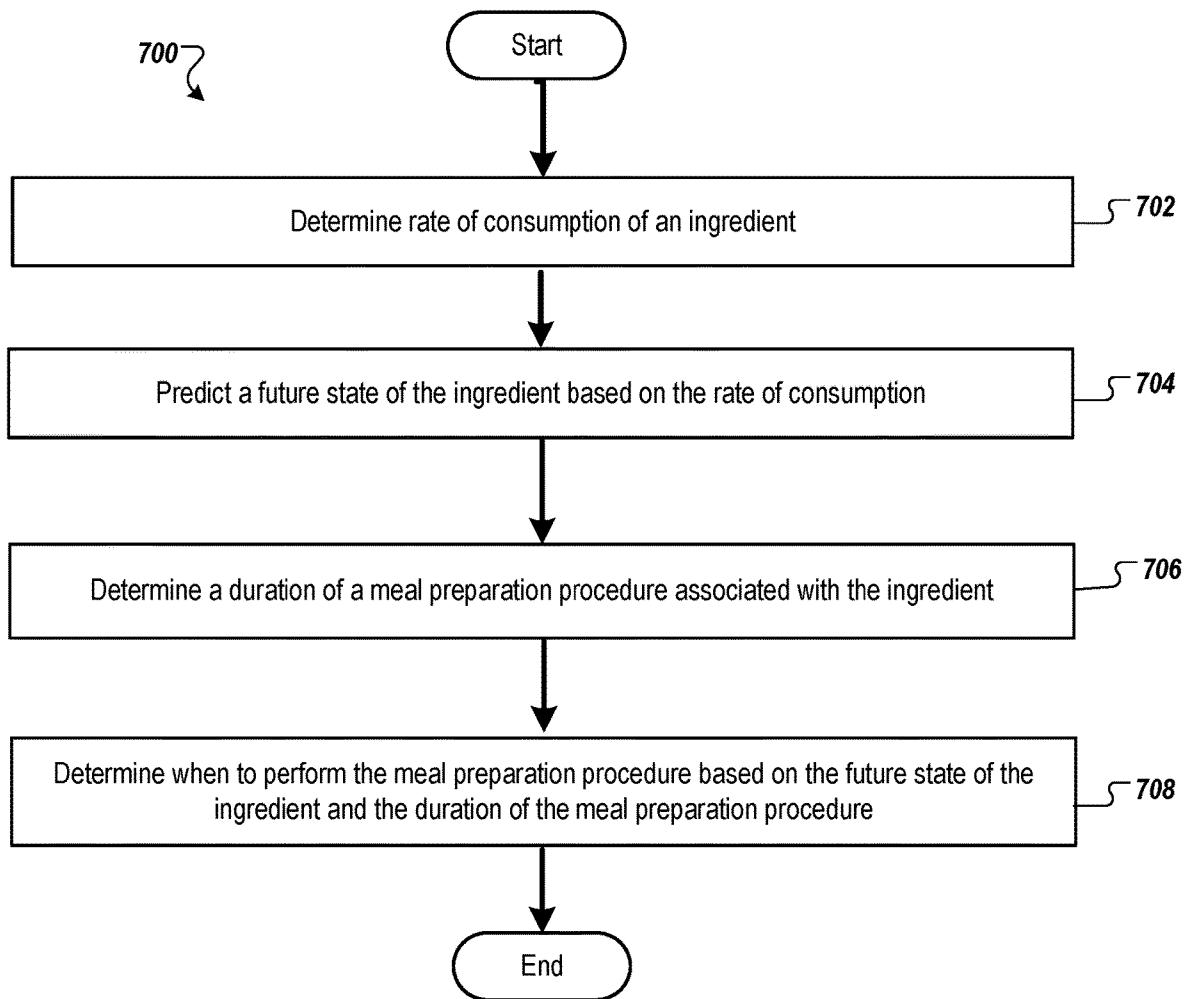 700
Start
Determine rate of consumption of an ingredient
702
Predict a future state of the ingredient based on the rate of consumption
704
Determine a duration of a meal preparation procedure associated with the ingredient
706
Determine when to perform the meal preparation procedure based on the future state of the
ingredient and the duration of the meal preparation procedure
708
End